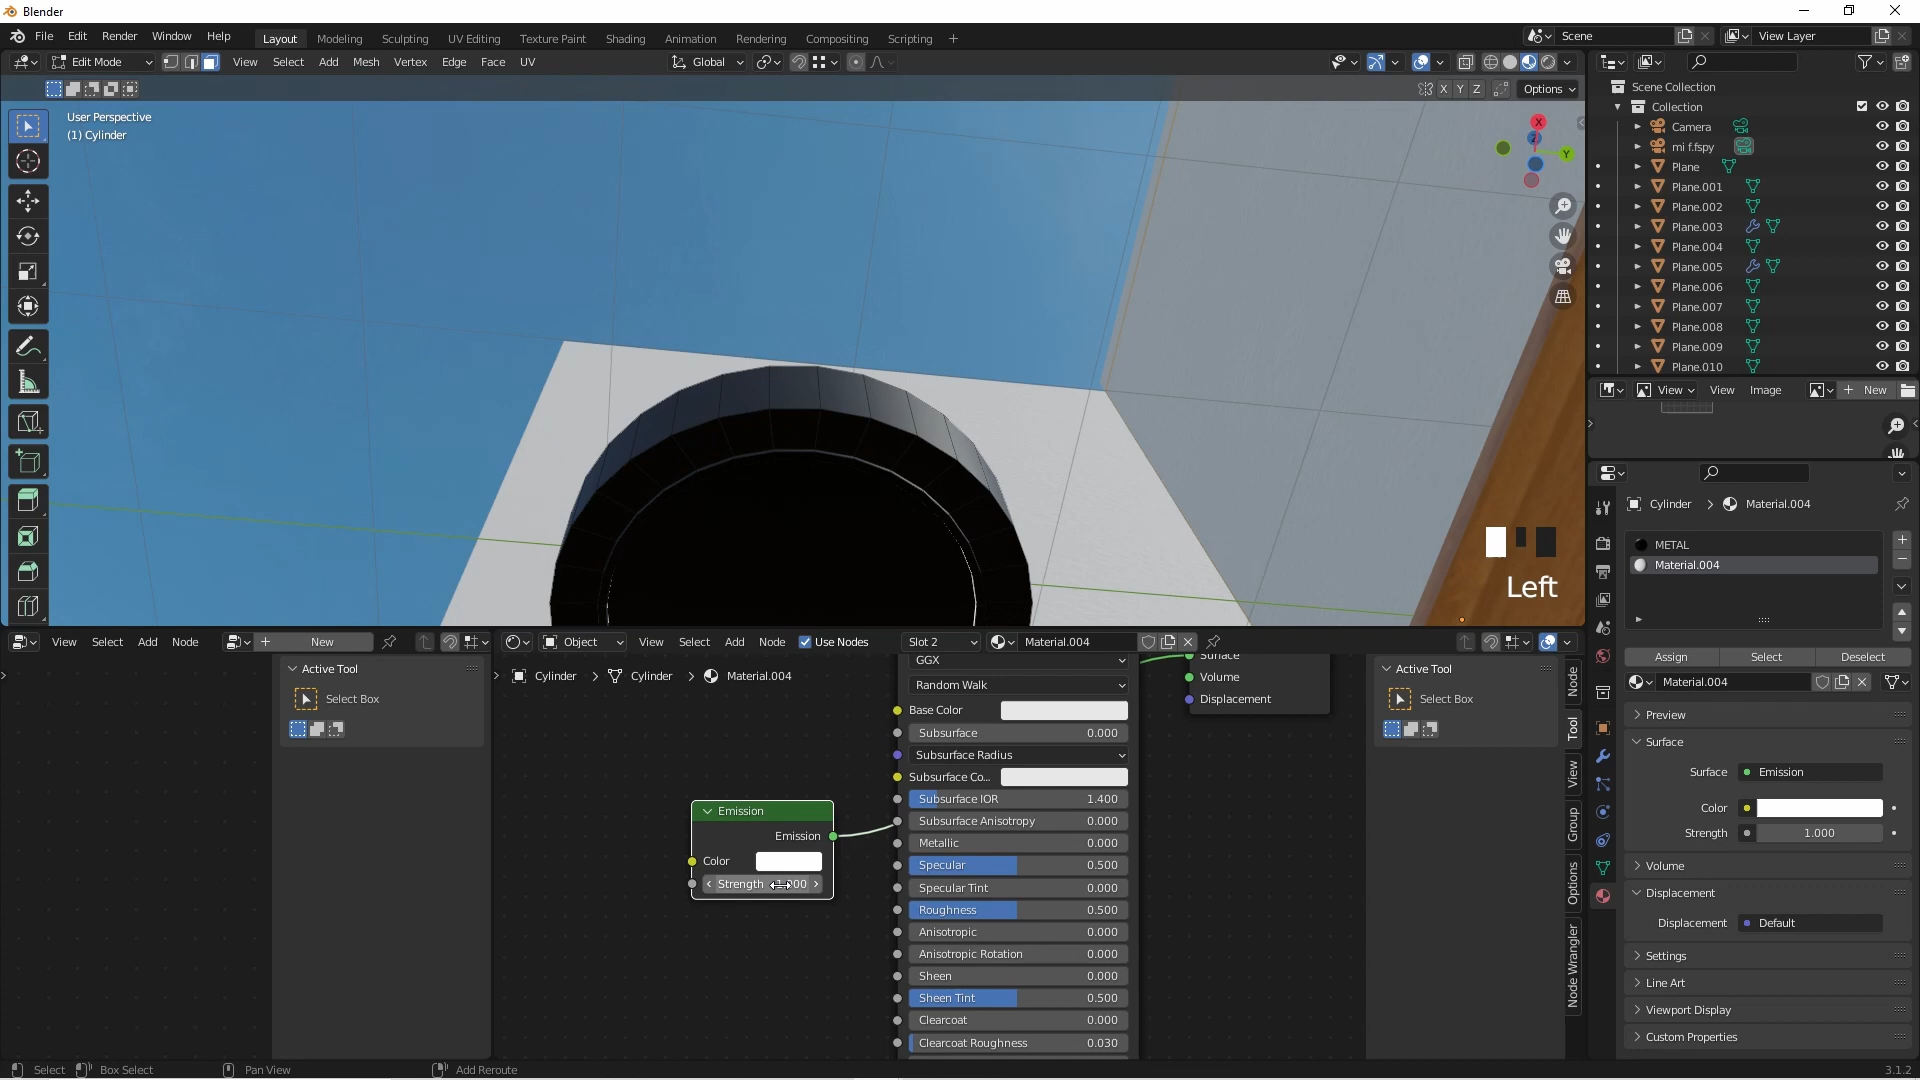 Blender
File Edit Render Window Help
Layout Modeling Sculpting UV Editing Texture Paint Shading Animation Rendering Compositing Scripting
Scene View Layer
Edit Mode View Select Add Mesh Vertex Edge Face UV Global
X Y Z Options
User Perspective
(1) Cylinder
X
Y
Z
Scene Collection
Collection
Camera
mi f.fspy
Plane
Plane.001
Plane.002
Plane.003
Plane.004
Plane.005
Plane.006
Plane.007
Plane.008
Plane.009
Plane.010
View View Image New
Cylinder Material.004
METAL
Material.004
Assign Select Deselect
Material.004
Preview
Surface
Surface Emission
Color
Strength 1.000
Volume
Displacement
Displacement Default
Settings
Line Art
Viewport Display
Custom Properties
Left
View Select Add Node New
Active Tool
Select Box
Object View Select Add Node Use Nodes Slot 2 Material.004
Cylinder Cylinder Material.004
Emission
Emission
Color
Strength
GGX
Random Walk
Base Color
Subsurface 0.000
Subsurface Radius
Subsurface Co...
Subsurface IOR 1.400
Subsurface Anisotropy 0.000
Metallic 0.000
Specular 0.500
Specular Tint 0.000
Roughness 0.500
Anisotropic 0.000
Anisotropic Rotation 0.000
Sheen 0.000
Sheen Tint 0.500
Clearcoat 0.000
Clearcoat Roughness 0.030
Surface
Volume
Displacement
Active Tool
Select Box
Node
Tool
View
Group
Options
Node Wrangler
Select Box Select Pan View Add Reroute 3.1.2